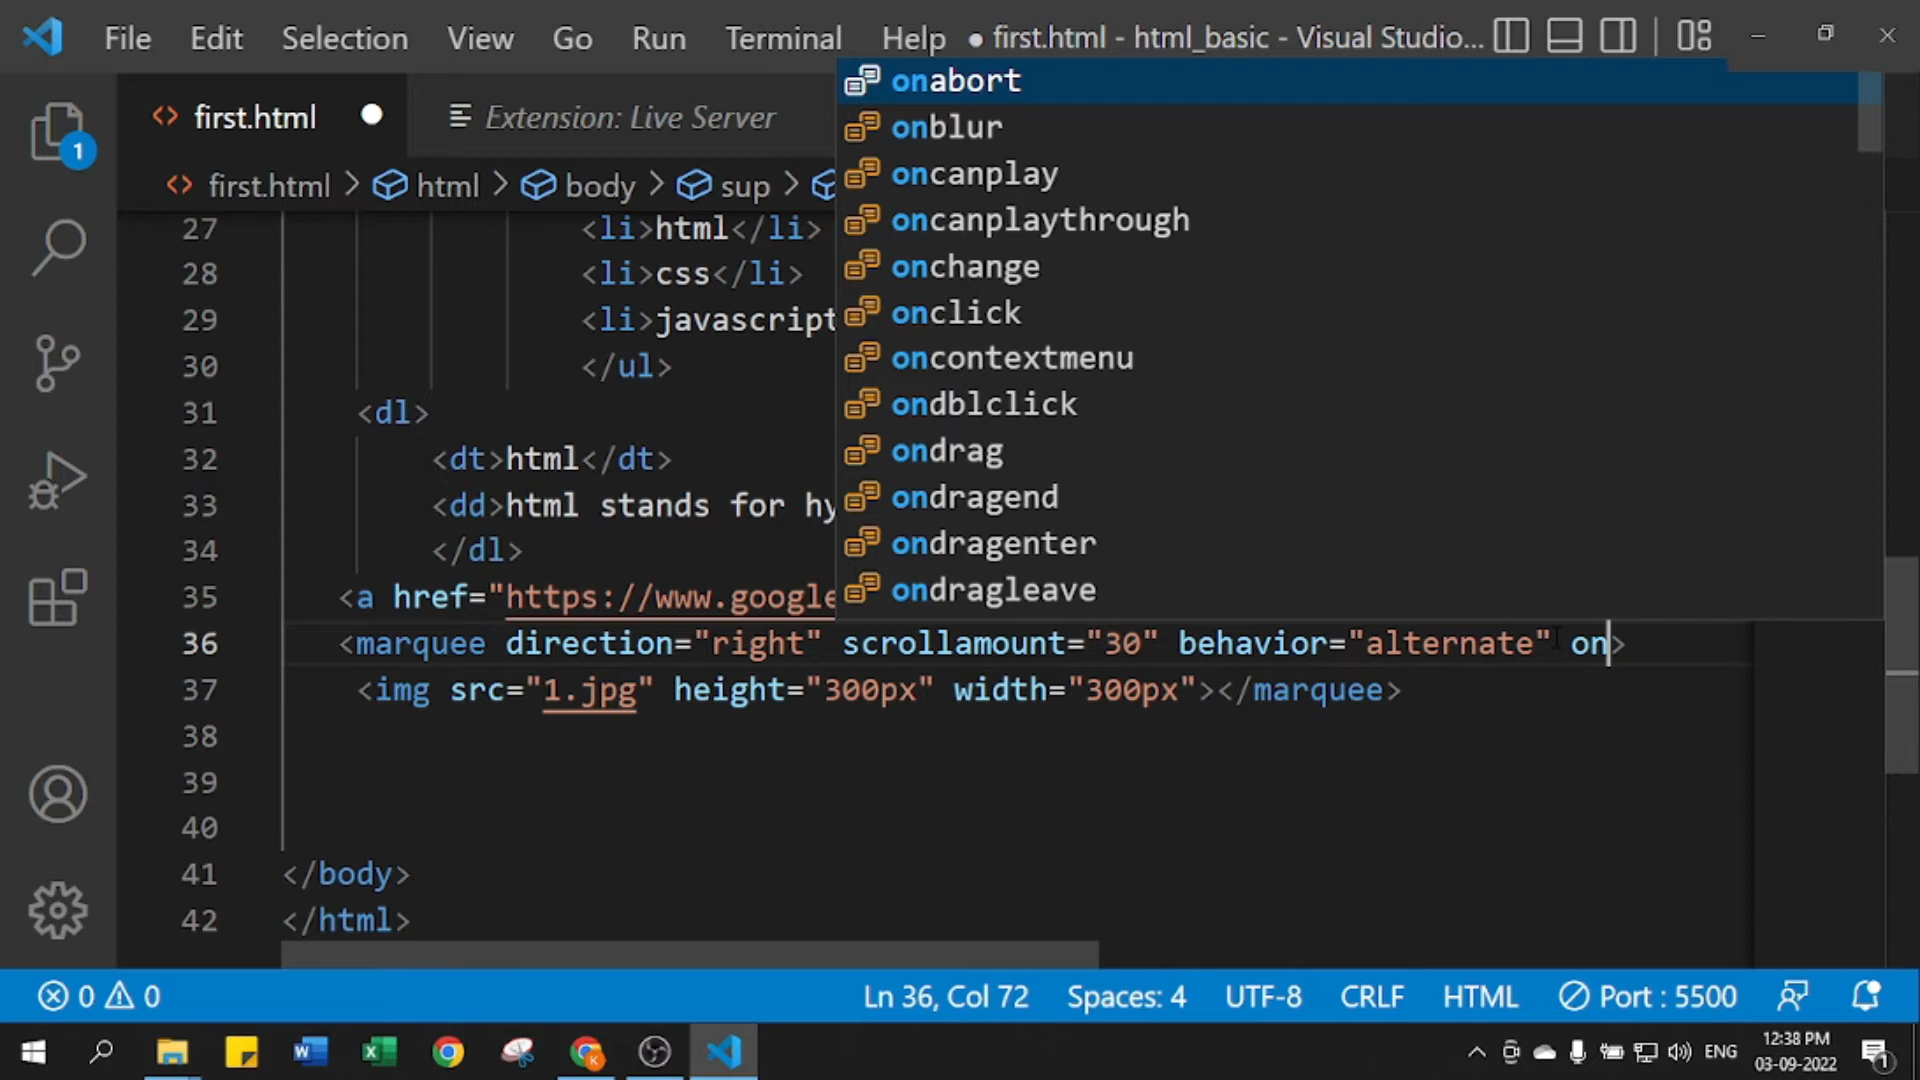 File Edit Selection View Go Run Terminal Help ● first.html - html_basic - Visual Studio...
first.html Extension: Live Server
first.html > html > body > sup >
onabort
onblur
oncanplay
oncanplaythrough
onchange
onclick
oncontextmenu
ondblclick
ondrag
ondragend
ondragenter
ondragleave
27 <li>html</li>
28 <li>css</li>
29 <li>javascript
30 </ul>
31 <dl>
32 <dt>html</dt>
33 <dd>html stands for hy
34 </dl>
35 <a href="https://www.google
36 <marquee direction="right" scrollamount="30" behavior="alternate" on>
37 <img src="1.jpg" height="300px" width="300px"></marquee>
38
39
40
41 </body>
42 </html>
1
0 0 Ln 36, Col 72 Spaces: 4 UTF-8 CRLF HTML Port : 5500
ENG 12:38 PM
03-09-2022 1